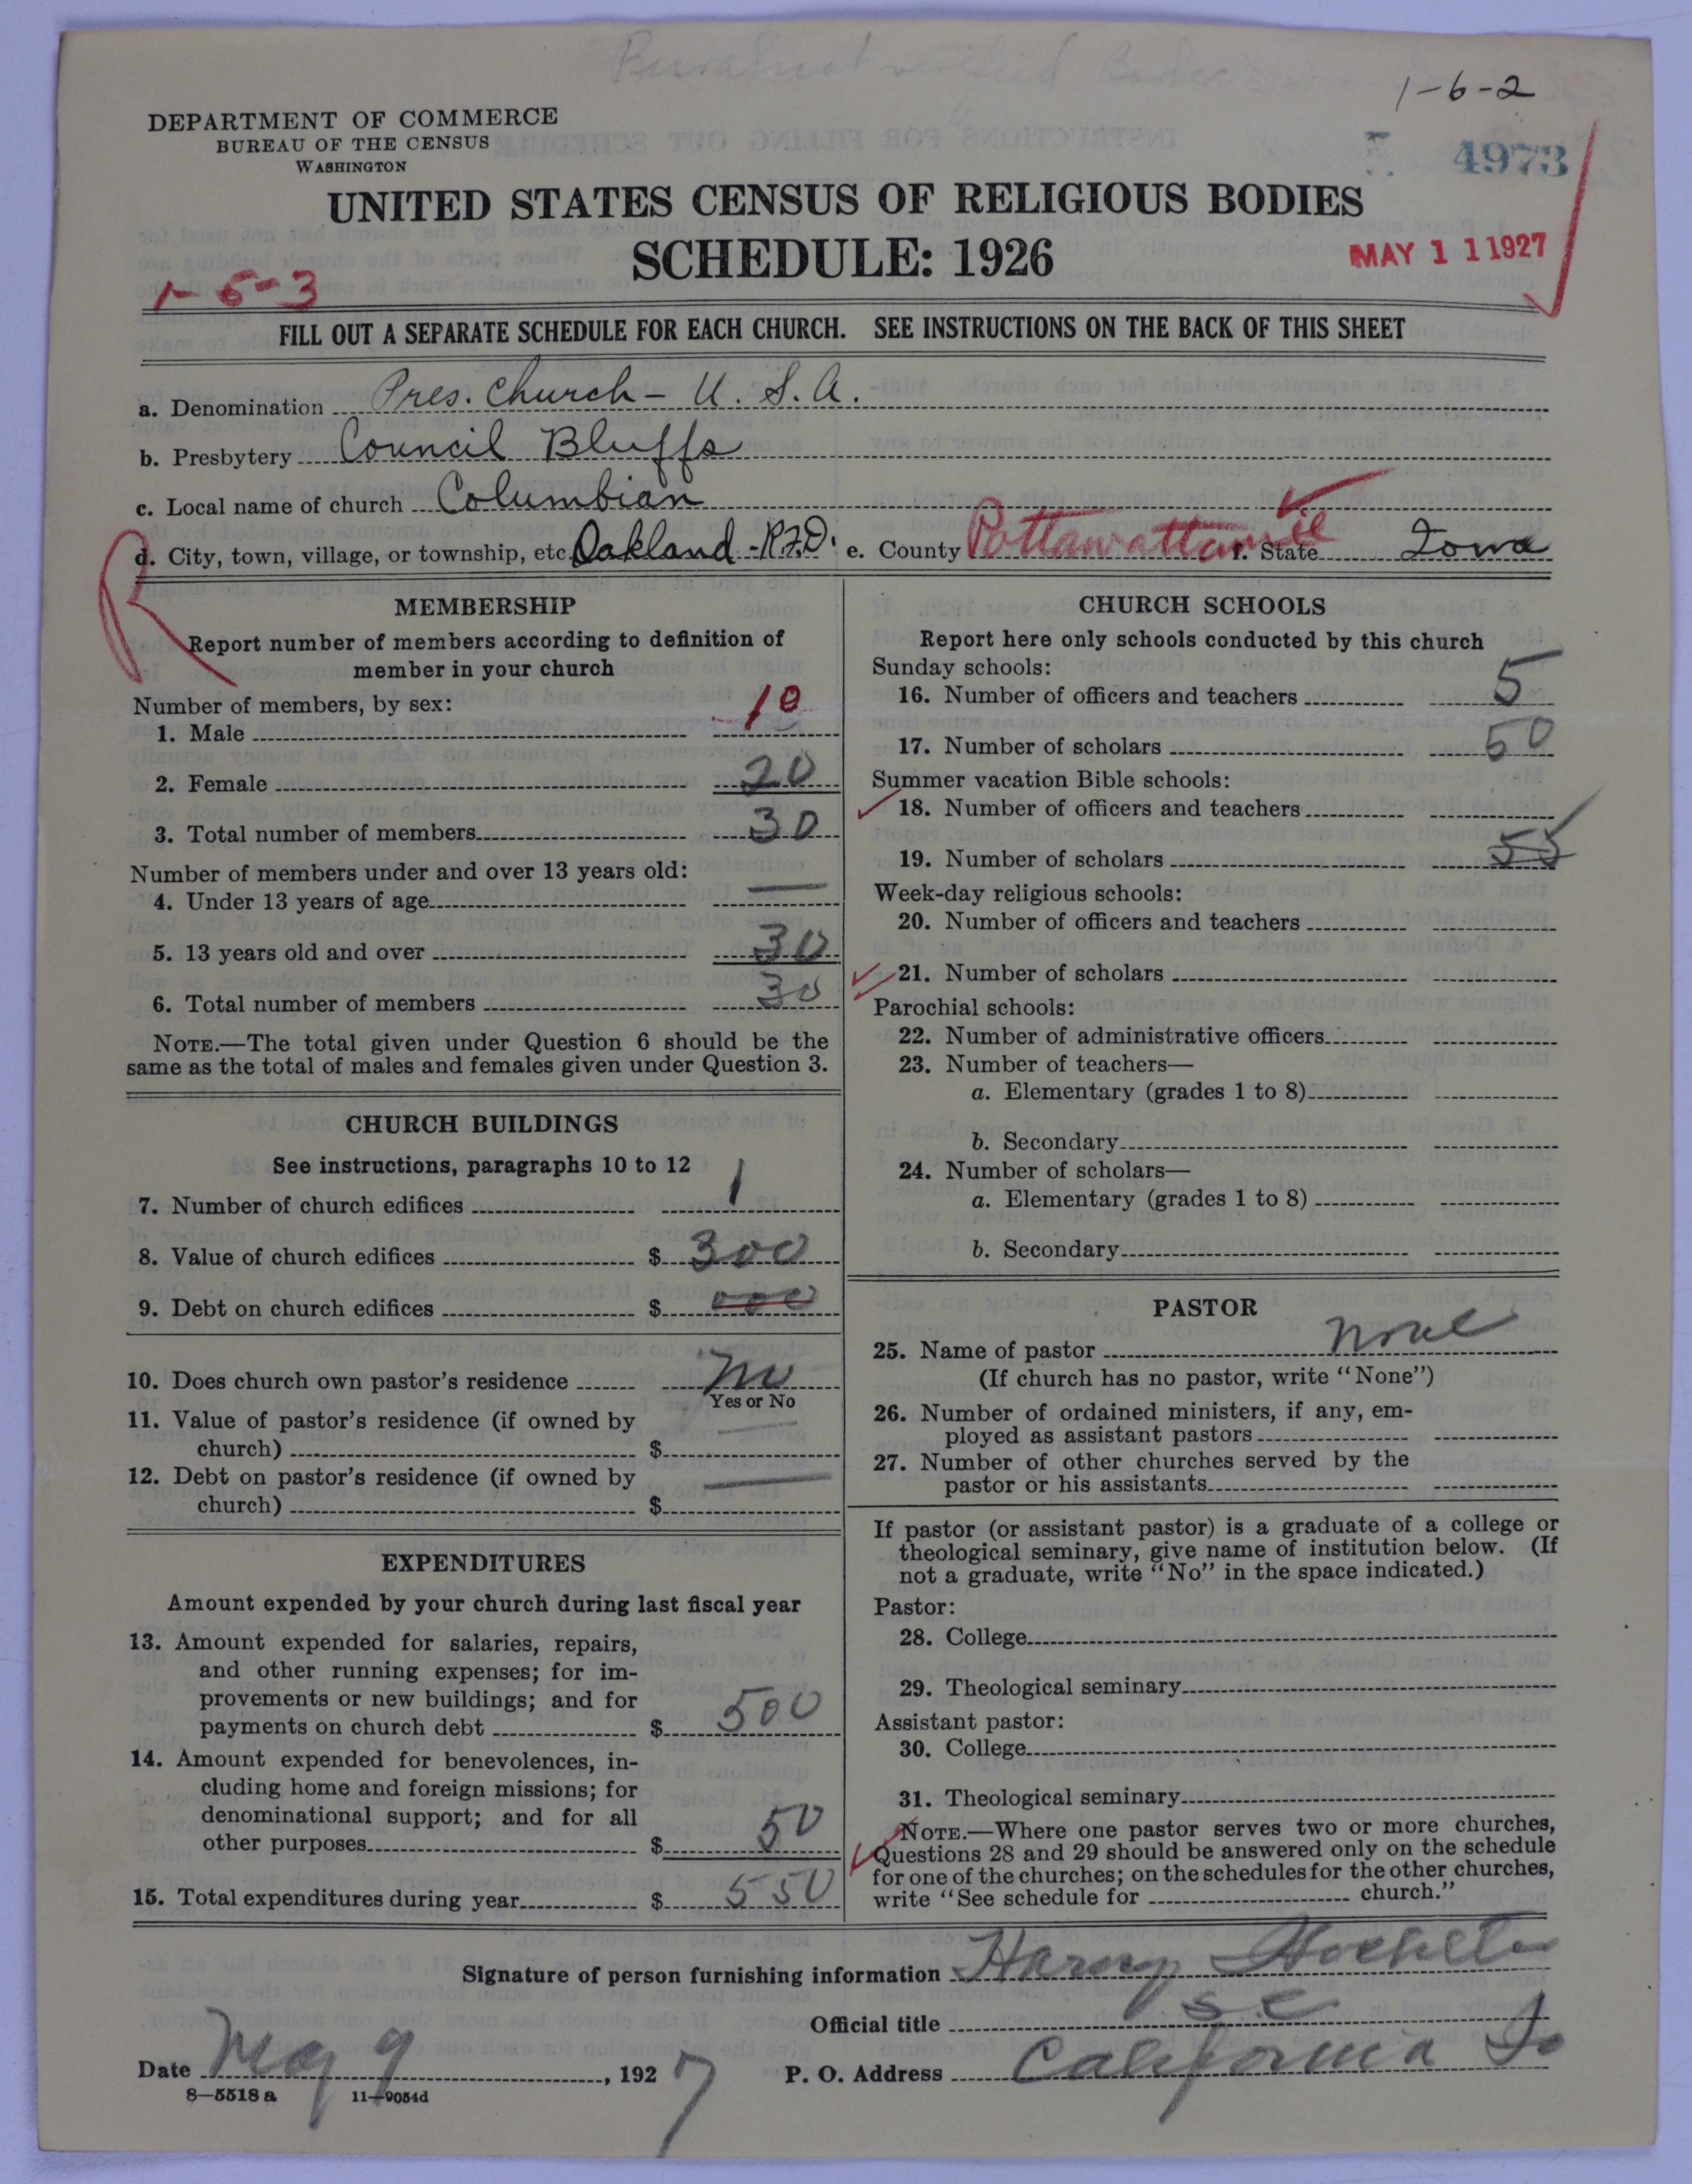 1-6-2
DEPARTMENT OF COMMERCE
BUREAU OF THE CENSUS
WASHINGTON
4973
UNITED STATES CENSUS OF RELIGIOUS BODIES
SCHEDULE: 1926
MAY 11 1927
1-6-3
FILL OUT A SEPARATE SCHEDULE FOR EACH CHURCH. SEE INSTRUCTIONS ON THE BACK OF THIS SHEET
a. Denomination Pres. Church - U. S. A.
b. Presbytery Council Bluffs
c. Local name of church Columbian
d. City, town, village, or township, etc. Oakland - R.F.D. e. County Pottawattamie f. State Iowa
MEMBERSHIP
Report number of members according to definition of
member in your church
Number of members, by sex:
1. Male 10
2. Female 20
3. Total number of members 30
Number of members under and over 13 years old:
4. Under 13 years of age —
5. 13 years old and over 30
6. Total number of members 30
NOTE.—The total given under Question 6 should be the
same as the total of males and females given under Question 3.
CHURCH BUILDINGS
See instructions, paragraphs 10 to 12
7. Number of church edifices 1
8. Value of church edifices $ 300
9. Debt on church edifices $ 000
10. Does church own pastor's residence no
Yes or No
11. Value of pastor's residence (if owned by
church) $ —
12. Debt on pastor's residence (if owned by
church) $ —
EXPENDITURES
Amount expended by your church during last fiscal year
13. Amount expended for salaries, repairs,
and other running expenses; for im-
provements or new buildings; and for
payments on church debt $ 500
14. Amount expended for benevolences, in-
cluding home and foreign missions; for
denominational support; and for all
other purposes $ 50
15. Total expenditures during year $ 550
CHURCH SCHOOLS
Report here only schools conducted by this church
Sunday schools:
16. Number of officers and teachers 5
17. Number of scholars 50
Summer vacation Bible schools:
18. Number of officers and teachers
19. Number of scholars 55
Week-day religious schools:
20. Number of officers and teachers
21. Number of scholars
Parochial schools:
22. Number of administrative officers
23. Number of teachers—
a. Elementary (grades 1 to 8)
b. Secondary
24. Number of scholars—
a. Elementary (grades 1 to 8)
b. Secondary
PASTOR
25. Name of pastor none
(If church has no pastor, write "None")
26. Number of ordained ministers, if any, em-
ployed as assistant pastors
27. Number of other churches served by the
pastor or his assistants
If pastor (or assistant pastor) is a graduate of a college or
theological seminary, give name of institution below. (If
not a graduate, write "No" in the space indicated.)
Pastor:
28. College
29. Theological seminary
Assistant pastor:
30. College
31. Theological seminary
NOTE.—Where one pastor serves two or more churches,
Questions 28 and 29 should be answered only on the schedule
for one of the churches; on the schedules for the other churches,
write "See schedule for church."
Signature of person furnishing information Harry
Official title
Date May 9, 1927 P. O. Address California Io
8—5518 a 11—9054d